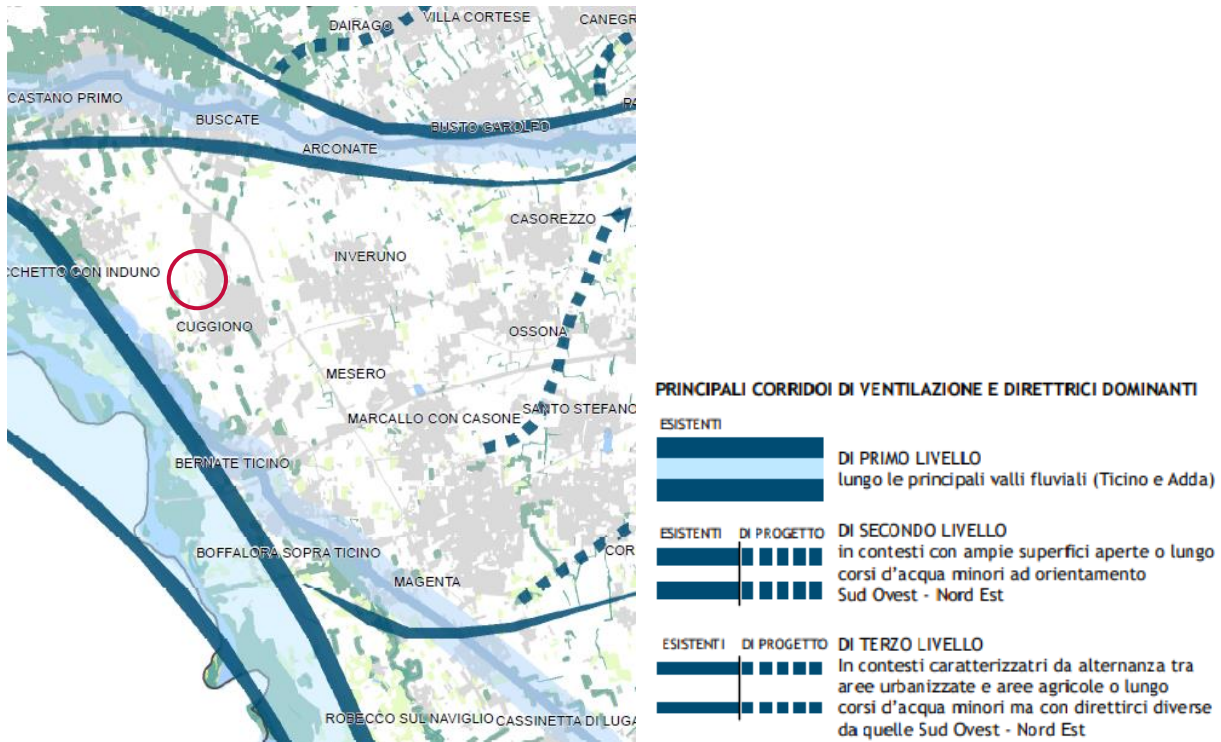 DAIRAGO
VILLA CORTESE
CANEGR
CASTANO PRIMO
BUSCATE
BUSTO GAROLFO
PA
ARCONATE
CASOREZZO
INVERUNO
CCHETTO CON INDUNO
CUGGIONO
OSSONA
MESERO
MARCALLO CON CASONE
SANTO STEFANO
BERNATE TICINO
BOFFALORA SOPRA TICINO
COR
MAGENTA
ROBECCO SUL NAVIGLIO
CASSINETTA DI LUGA
PRINCIPALI CORRIDOI DI VENTILAZIONE E DIRETTRICI DOMINANTI
ESISTENTI
DI PRIMO LIVELLO
lungo le principali valli fluviali (Ticino e Adda)
ESISTENTI DI PROGETTO
DI SECONDO LIVELLO
in contesti con ampie superfici aperte o lungo
corsi d'acqua minori ad orientamento
Sud Ovest - Nord Est
ESISTENTI DI PROGETTO
DI TERZO LIVELLO
In contesti caratterizzatri da alternanza tra
aree urbanizzate e aree agricole o lungo
corsi d'acqua minori ma con direttirci diverse
da quelle Sud Ovest - Nord Est